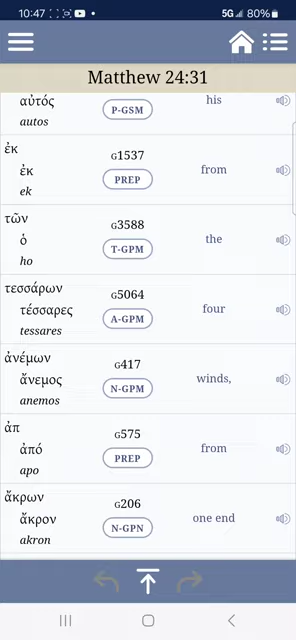 10:47 5G 80%
Matthew 24:31
αὐτός P-GSM his
autos
ἐκ G1537
ἐκ PREP from
ek
τῶν G3588
ὁ T-GPM the
ho
τεσσάρων G5064
τέσσαρες A-GPM four
tessares
ἀνέμων G417
ἄνεμος N-GPM winds,
anemos
ἀπ G575
ἀπό PREP from
apo
ἄκρων G206
ἄκρον N-GPN one end
akron